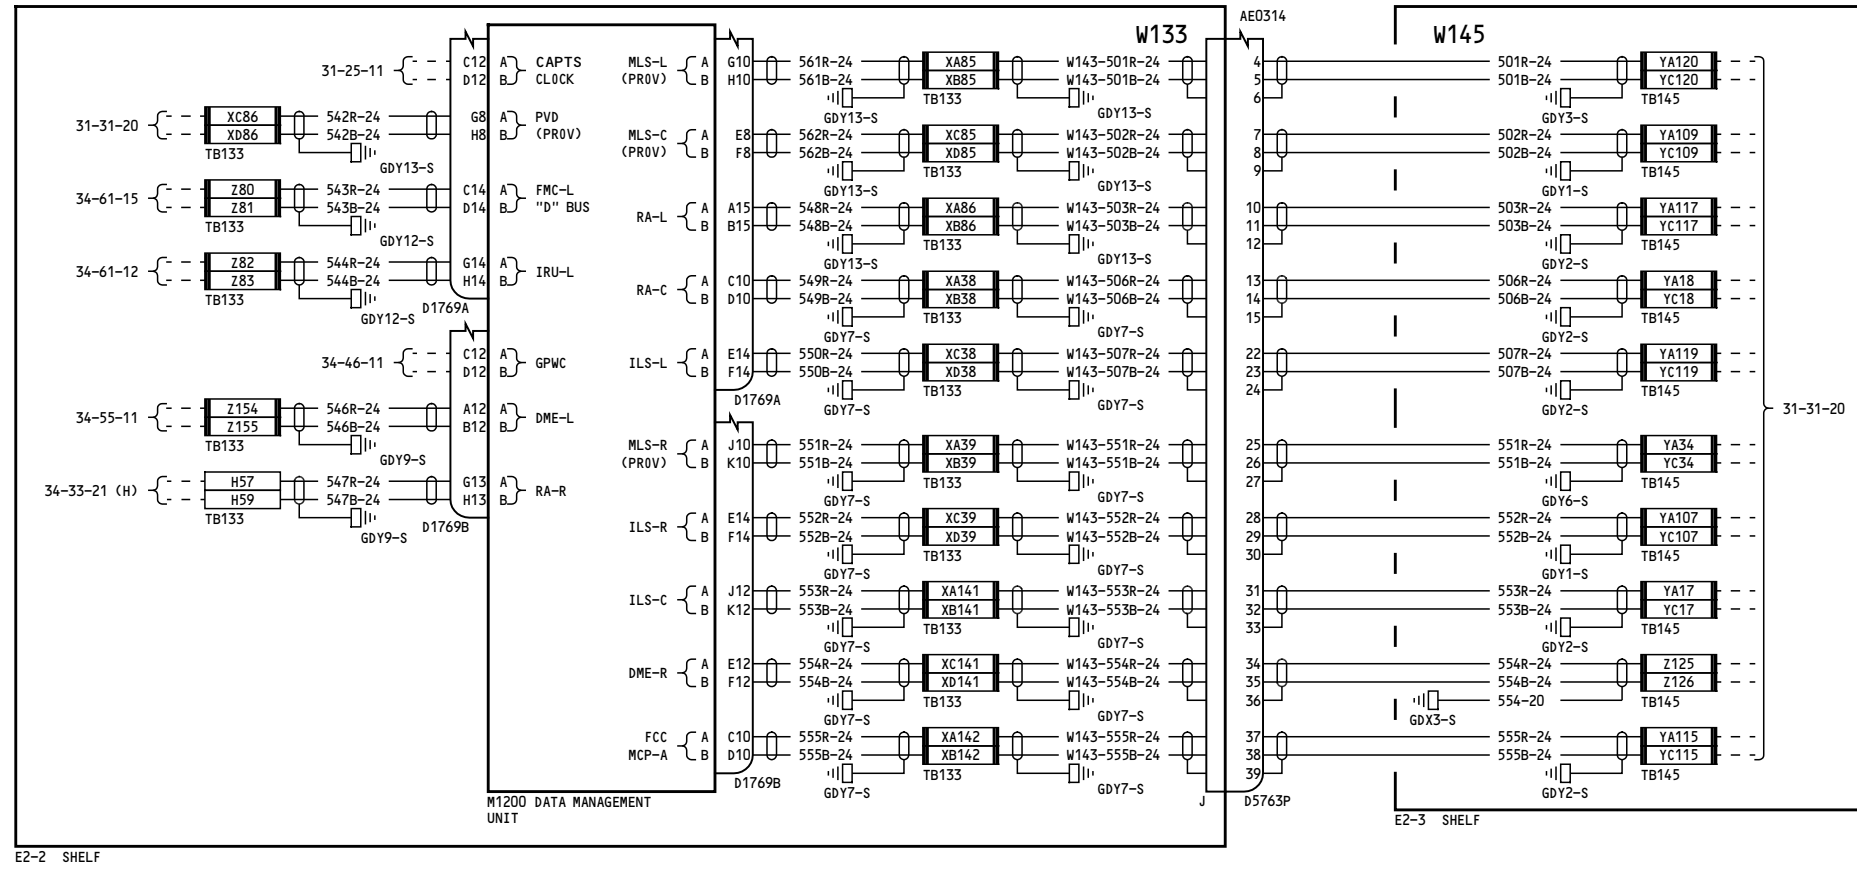 AE0314
W133
W145
31-25-11
C12 A CAPTS
D12 B CLOCK
31-31-20
XC86 542R-24 G8 A PVD
XD86 542B-24 H8 B (PROV)
TB133
GDY13-S
34-61-15
Z80 543R-24 C14 A FMC-L
Z81 543B-24 D14 B "D" BUS
TB133
GDY12-S
34-61-12
Z82 544R-24 G14 A
IRU-L
Z83 544B-24 H14 B
TB133
GDY12-S
D1769A
34-46-11
C12 A
GPWC
D12 B
34-55-11
Z154 546R-24 A12 A
DME-L
Z155 546B-24 B12 B
TB133
GDY9-S
34-33-21 (H)
H57 547R-24 G13 A
RA-R
H59 547B-24 H13 B
TB133
GDY9-S
D1769B
MLS-L A G10 561R-24 XA85 W143-501R-24 4 501R-24 YA120
(PROV) B H10 561B-24 XB85 W143-501B-24 5 501B-24 YC120
GDY13-S TB133 GDY13-S 6 GDY3-S TB145
MLS-C A E8 562R-24 XC85 W143-502R-24 7 502R-24 YA109
(PROV) B F8 562B-24 XD85 W143-502B-24 8 502B-24 YC109
GDY13-S TB133 GDY13-S 9 GDY1-S TB145
RA-L
A A15 548R-24 XA86 W143-503R-24 10 503R-24 YA117
B B15 548B-24 XB86 W143-503B-24 11 503B-24 YC117
GDY13-S TB133 GDY13-S 12 GDY2-S TB145
RA-C
A C10 549R-24 XA38 W143-506R-24 13 506R-24 YA18
B D10 549B-24 XB38 W143-506B-24 14 506B-24 YC18
GDY7-S TB133 GDY7-S 15 GDY2-S TB145
ILS-L
A E14 550R-24 XC38 W143-507R-24 22 507R-24 YA119
B F14 550B-24 XD38 W143-507B-24 23 507B-24 YC119
D1769A GDY7-S TB133 GDY7-S 24 GDY2-S TB145
31-31-20
MLS-R A J10 551R-24 XA39 W143-551R-24 25 551R-24 YA34
(PROV) B K10 551B-24 XB39 W143-551B-24 26 551B-24 YC34
GDY7-S TB133 GDY7-S 27 GDY6-S TB145
ILS-R
A E14 552R-24 XC39 W143-552R-24 28 552R-24 YA107
B F14 552B-24 XD39 W143-552B-24 29 552B-24 YC107
GDY7-S TB133 GDY7-S 30 GDY1-S TB145
ILS-C
A J12 553R-24 XA141 W143-553R-24 31 553R-24 YA17
B K12 553B-24 XB141 W143-553B-24 32 553B-24 YC17
GDY7-S TB133 GDY7-S 33 GDY2-S TB145
DME-R
A E12 554R-24 XC141 W143-554R-24 34 554R-24 Z125
B F12 554B-24 XD141 W143-554B-24 35 554B-24 Z126
GDY7-S TB133 GDY7-S 36 GDX3-S 554-20 TB145
FCC A C10 555R-24 XA142 W143-555R-24 37 555R-24 YA115
MCP-A B D10 555B-24 XB142 W143-555B-24 38 555B-24 YC115
D1769B GDY7-S TB133 GDY7-S 39 GDY2-S TB145
M1200 DATA MANAGEMENT
UNIT
J D5763P
E2-3 SHELF
E2-2 SHELF